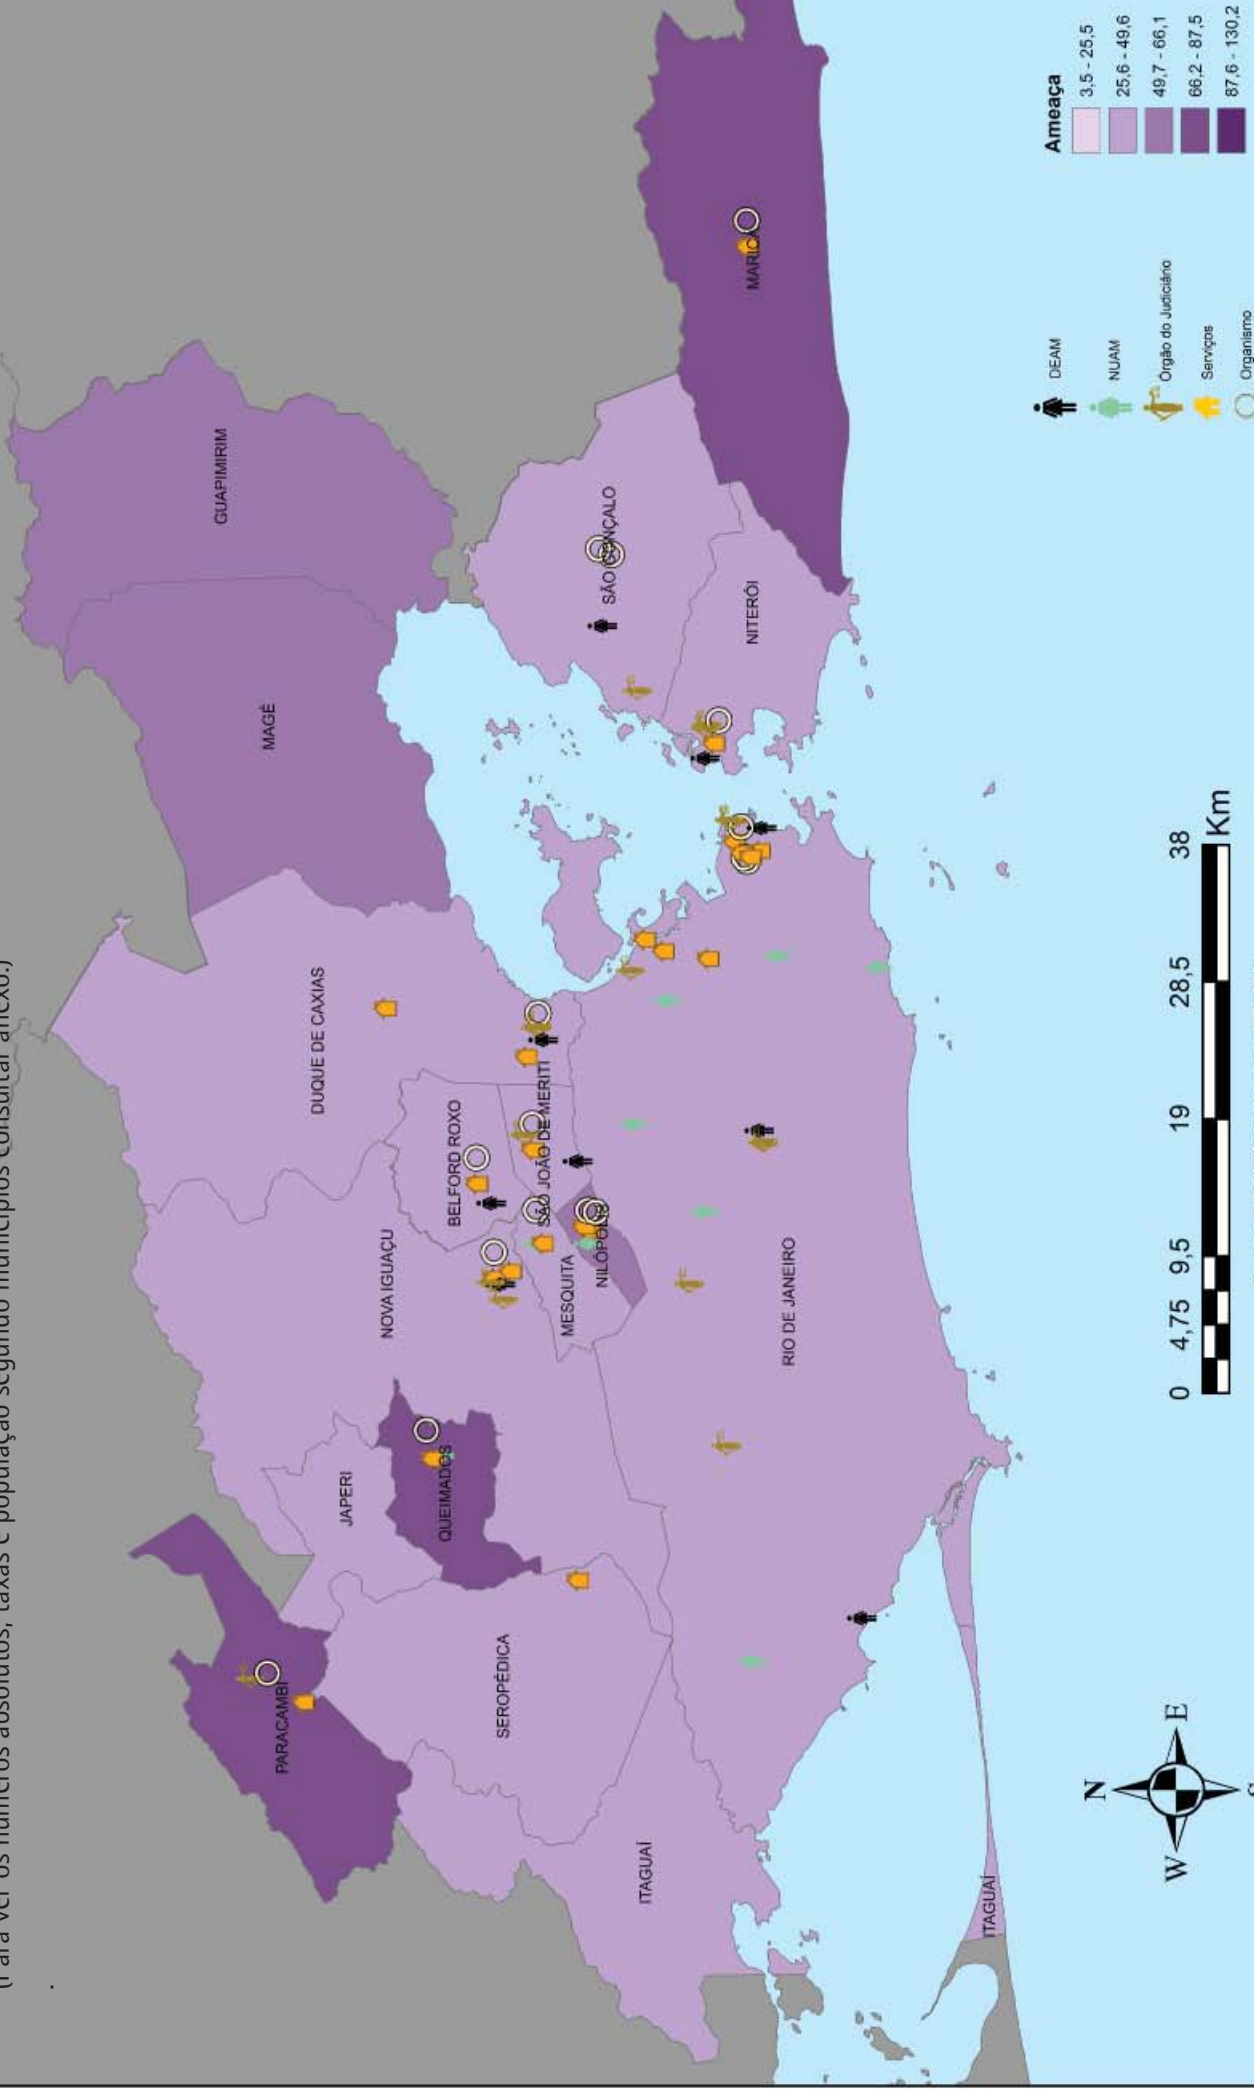 (Para ver os números absolutos, taxas e população segundo municípios consultar anexo.)
.
GUAPIMIRIM
MAGÉ
DUQUE DE CAXIAS
PARACAMBI
JAPERI
NOVA IGUAÇU
QUEIMADOS
BELFORD ROXO
SEROPÉDICA
SÃO JOÃO DE MERITI
MESQUITA
NILÓPOLIS
SÃO GONÇALO
ITAGUAÍ
NITERÓI
MARICÁ
RIO DE JANEIRO
ITAGUAÍ
N
W
E
S
0
4,75
9,5
19
28,5
38
Km
DEAM
NUAM
Órgão do Judiciário
Serviços
Organismo
Ameaça
3,5 - 25,5
25,6 - 49,6
49,7 - 66,1
66,2 - 87,5
87,6 - 130,2